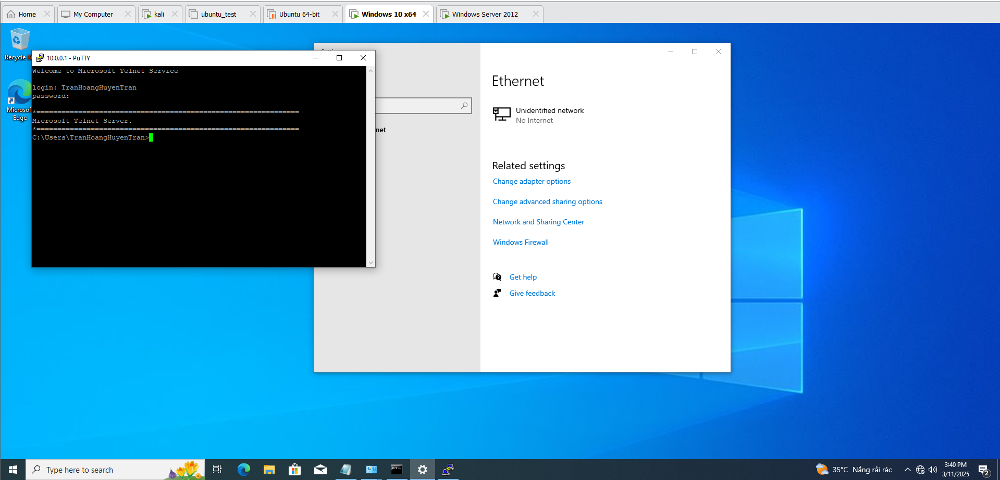 Home
My Computer
kali
ubuntu_test
Ubuntu 64-bit
Windows 10 x64
Windows Server 2012
Recycle
10.0.0.1 - PuTTY
Welcome to Microsoft Telnet Service
login: TranHoangHuyenTran
password:
*===============================================================
Microsoft Telnet Server.
*===============================================================
C:\Users\TranHoangHuyenTran>
Microsof
Edge
net
Ethernet
Unidentified network
No Internet
Related settings
Change adapter options
Change advanced sharing options
Network and Sharing Center
Windows Firewall
Get help
Give feedback
Type here to search
35°C Nắng rải rác
3:40 PM
3/11/2025
2